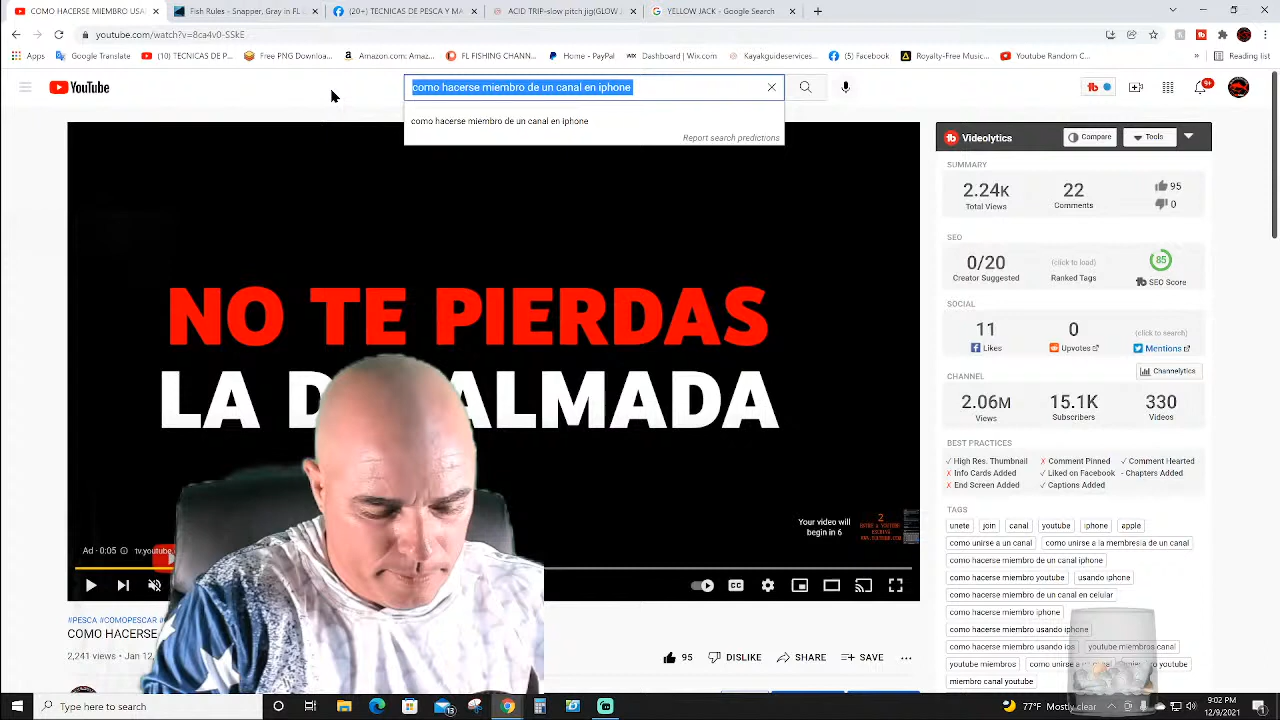 COMO HACERSE MIEMBRO USA
Fish Rules - Snapper, Gray in FL
(20+) TECNICAS DE PESCA Y MA
ACID TRIP-slow pitch jig(GLOW
YELLOW JACK - Google Search
youtube.com/watch?v=8ca4v0-SSkE
Apps
Google Translate
(10) TECNICOS DE P...
Free PNG Downloa...
Amazon.com
FL FISHING CHANN...
Home - PayPal
Dashboard | Wixcom
Kayakguideservices...
(5) Facebook
Royalty-Free Music...
Youtube Random C...
Reading list
YouTube
como hacerse miembro de un canal en iphone
9+
como hacerse miembro de un canal en iphone
Report search predictions
Videolytics
Compare
Tools
SUMMARY
2.24K
Total Views
22
Comments
95
0
SEO
0/20
Creator Suggested
(click to load)
Ranked Tags
85
SEO Score
SOCIAL
11
Likes
0
Upvotes
(click to search)
Mentions
Channelytics
CHANNEL
2.06M
Views
15.1K
Subscribers
330
Videos
BEST PRACTICES
High Res. Thumbnail
Comment Pinned
Comment Hearted
Info Cards Added
Liked on Facebook
Chapters Added
End Screen Added
Captions Added
TAGS
unete
join
canal
youtube
iphone
apple
como unirse a un canal
como unirse a la membresia de un canal
como hacerse miembro youtube
usando iphone
como hacerse miembro de un canal en celular
como hacerse miembro iphone
como hacerse miembro usando iphone
youtube miembros canal
youtube miembros
como unirse
youtube
miembro canal youtube
NO TE PIERDAS
LA D ALMADA
Your video will
begin in 6
2
Ad
tv.youtube.
#PESCA #COMOPESCAR
COMO HACERSE
2,241 views • Jan 12,
95
DISLIKE
SHARE
SAVE
Type here to search
77°F Mostly clear
9:02 PM
12/9/2021